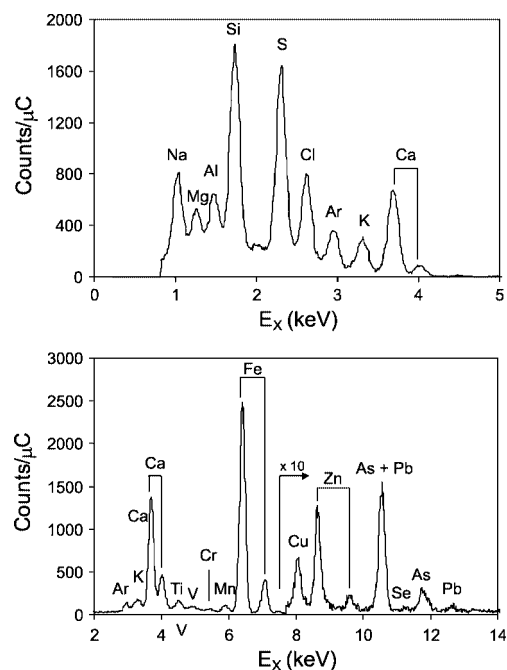 2000
1600
1200
800
400
0
Counts/μC
Si
S
Na
Mg
Al
Cl
Ar
K
Ca
0 1 2 3 4 5
E_X (keV)
3000
2500
2000
1500
1000
500
0
Counts/μC
Fe
x 10
Ca
Ca
Zn
As + Pb
Cu
Cr
Ar
K
Ti
V
V
Mn
Se
As
Pb
2 4 6 8 10 12 14
E_X (keV)